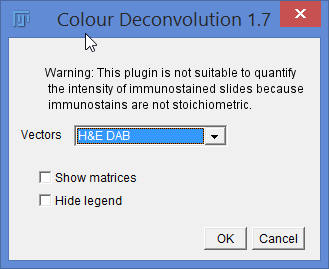 Colour Deconvolution 1.7
Warning: This plugin is not suitable to quantify
the intensity of immunostained slides because
immunostains are not stoichiometric.
Vectors H&E DAB
Show matrices
Hide legend
OK Cancel